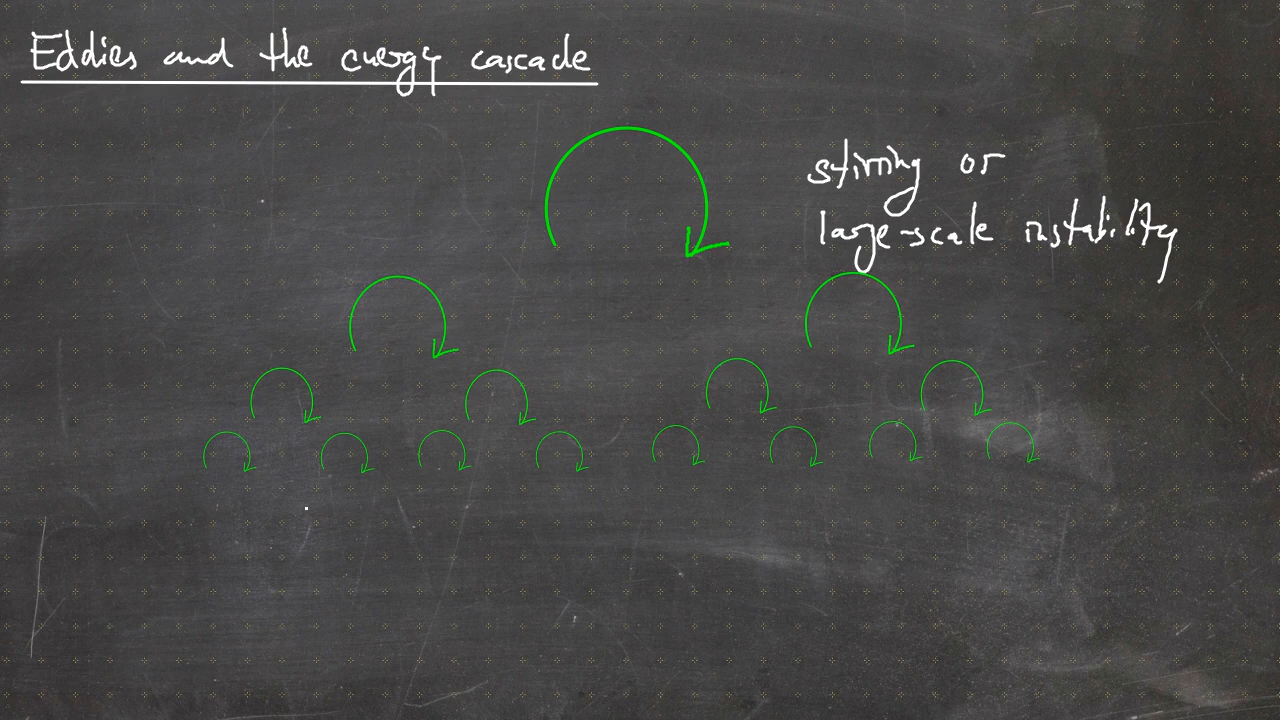 Eddies and the energy cascade
stirring or
large-scale instability